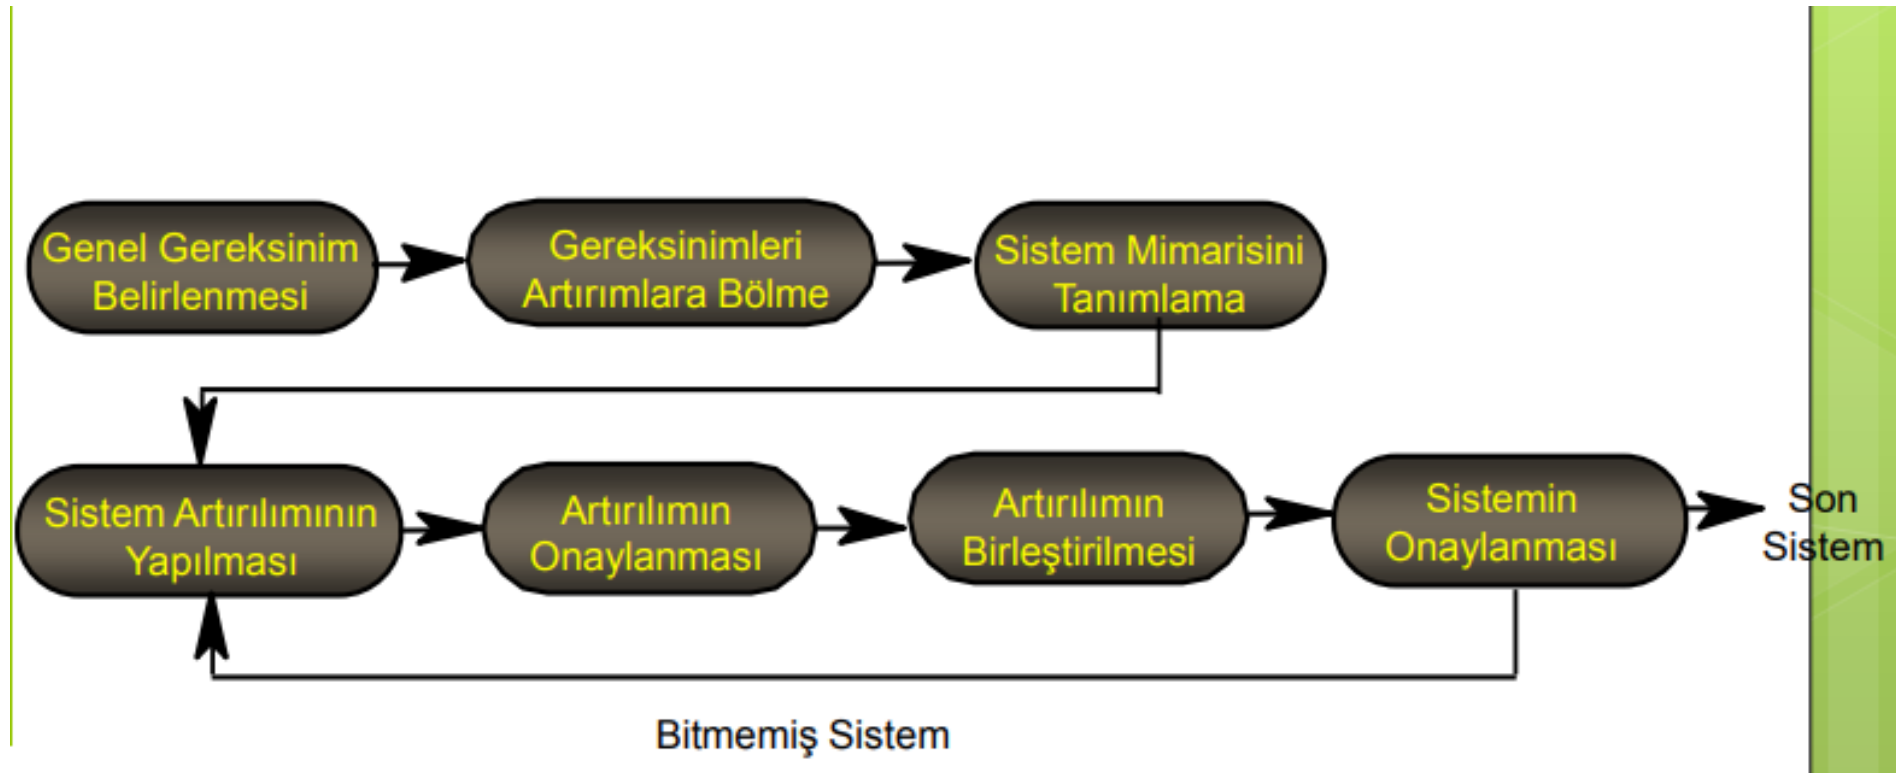 Genel Gereksinim
Belirlenmesi
Gereksinimleri
Artırımlara Bölme
Sistem Mimarisini
Tanımlama
Sistem Artırılımının
Yapılması
Artırılımın
Onaylanması
Artırılımın
Birleştirilmesi
Sistemin
Onaylanması
Son
Sistem
Bitmemiş Sistem